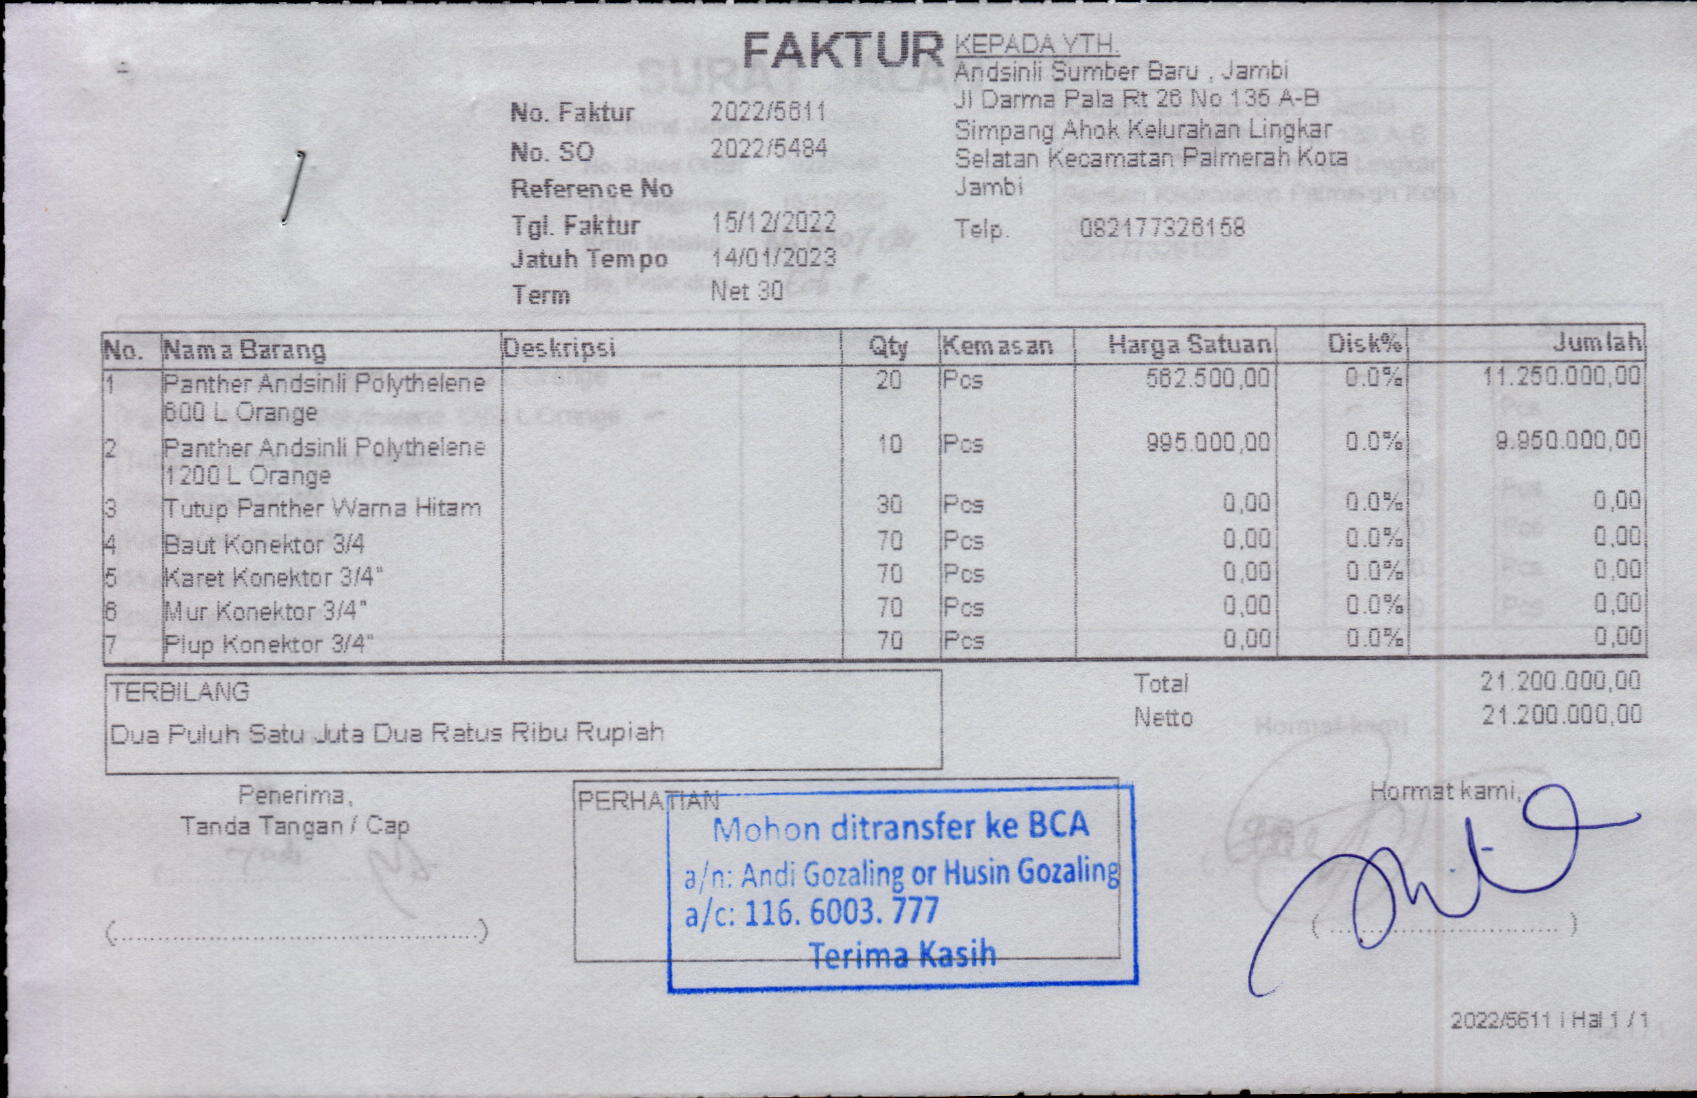 FAKTUR
KEPADA YTH.
Andsinli Sumber Baru , Jambi
Jl Darma Pala Rt 26 No 135 A-B
Simpang Ahok Kelurahan Lingkar
Selatan Kecamatan Palmerah Kota
Jambi
Telp. 082177326158
No. Faktur 2022/5611
No. SO 2022/5484
Reference No
Tgl. Faktur 15/12/2022
Jatuh Tempo 14/01/2023
Term Net 30
No. Nama Barang Deskripsi Qty Kemasan Harga Satuan Disk% Jumlah
1 Panther Andsinli Polythelene 20 Pcs 562.500,00 0.0% 11.250.000,00
600 L Orange
2 Panther Andsinli Polythelene 10 Pcs 995.000,00 0.0% 9.950.000,00
1200 L Orange
3 Tutup Panther Warna Hitam 30 Pcs 0,00 0.0% 0,00
4 Baut Konektor 3/4 70 Pcs 0,00 0.0% 0,00
5 Karet Konektor 3/4" 70 Pcs 0,00 0.0% 0,00
6 Mur Konektor 3/4" 70 Pcs 0,00 0.0% 0,00
7 Plup Konektor 3/4" 70 Pcs 0,00 0.0% 0,00
Total 21.200.000,00
Netto 21.200.000,00
TERBILANG
Dua Puluh Satu Juta Dua Ratus Ribu Rupiah
Penerima,
Tanda Tangan / Cap
(..............................................)
PERHATIAN
Mohon ditransfer ke BCA
a/n: Andi Gozaling or Husin Gozaling
a/c: 116. 6003. 777
Terima Kasih
Hormat kami,
(..............................)
2022/5611 | Hal 1 / 1